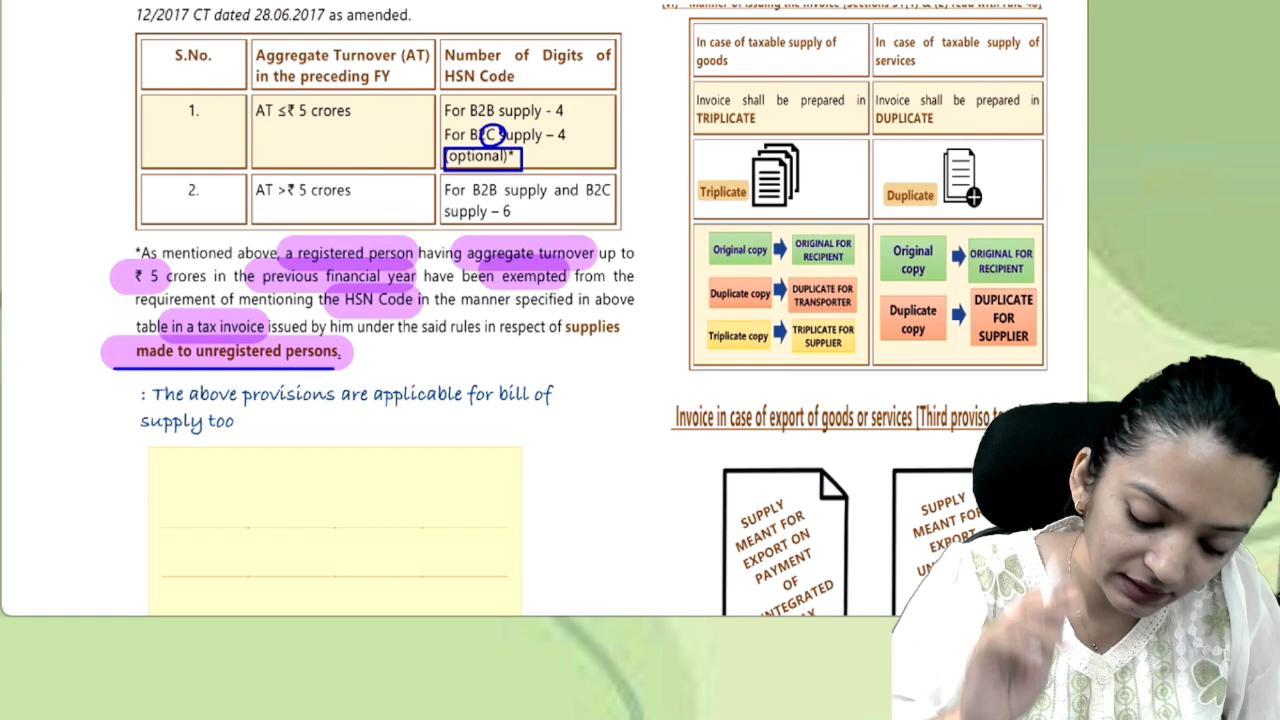 12/2017 CT dated 28.06.2017 as amended.
S.No.
Aggregate Turnover (AT)
in the preceding FY
Number of Digits of
HSN Code
1.
AT ≤₹ 5 crores
For B2B supply - 4
For B2C supply – 4
(optional)*
2.
AT >₹ 5 crores
For B2B supply and B2C
supply – 6
*As mentioned above, a registered person having aggregate turnover up to
₹ 5 crores in the previous financial year have been exempted from the
requirement of mentioning the HSN Code in the manner specified in above
table in a tax invoice issued by him under the said rules in respect of supplies
made to unregistered persons.
: The above provisions are applicable for bill of
supply too
In case of taxable supply of
goods
In case of taxable supply of
services
Invoice shall be prepared in
TRIPLICATE
Invoice shall be prepared in
DUPLICATE
Triplicate
Duplicate
Original copy
ORIGINAL FOR
RECIPIENT
Duplicate copy
DUPLICATE FOR
TRANSPORTER
Triplicate copy
TRIPLICATE FOR
SUPPLIER
Original
copy
ORIGINAL FOR
RECIPIENT
Duplicate
copy
DUPLICATE
FOR
SUPPLIER
Invoice in case of export of goods or services [Third proviso
SUPPLY
MEANT FOR
EXPORT ON
PAYMENT
OF
INTEGRATED
SUPPLY
MEANT FOR
EXPORT